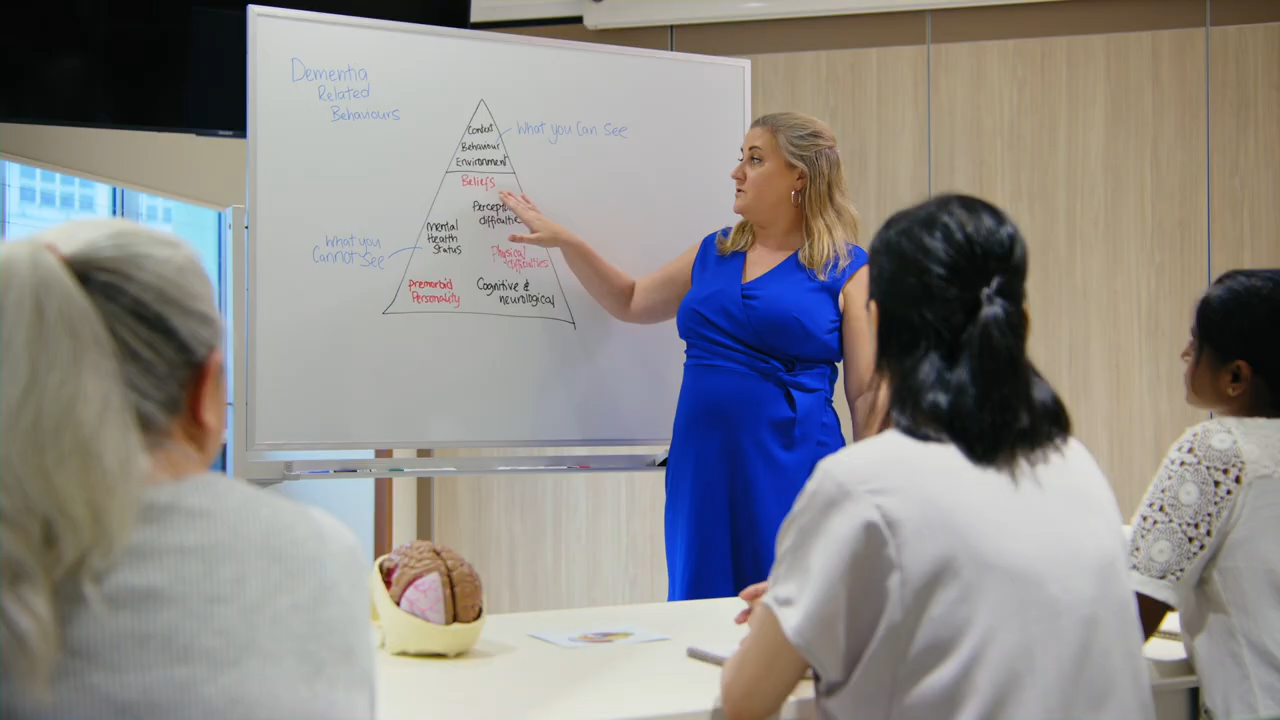 Dementia
Related
Behaviours
Context
Behaviour
Environment
What you Can See
Beliefs
difficulties
Mental
Health
Status
What you
Cannot See
Physical
difficulties
Premorbid
Personality
Cognitive &
neurological